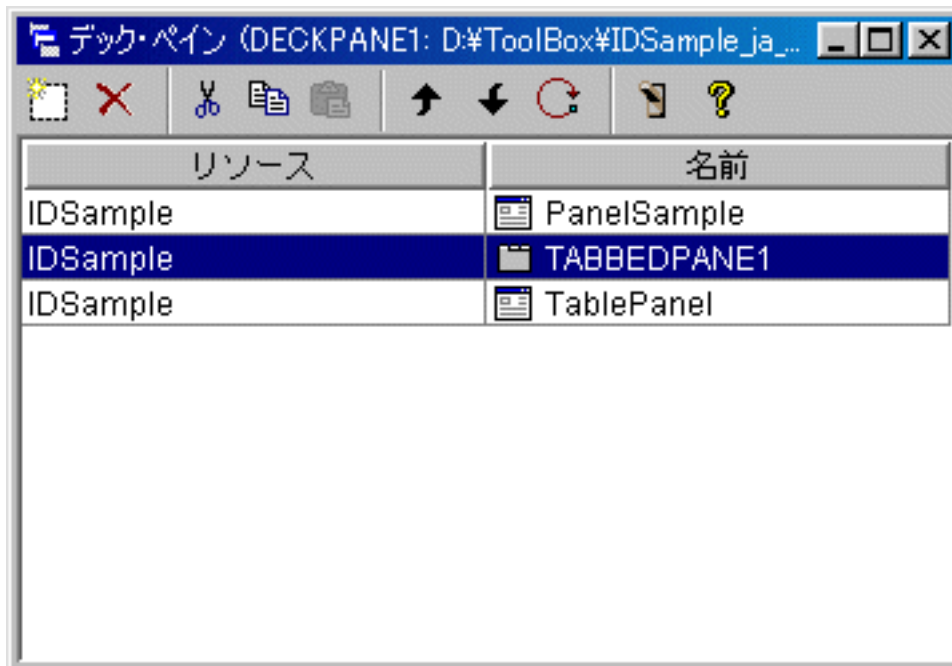 デック・ペイン (DECKPANE1: D:¥ToolBox¥IDSample_ja_...
リソース 名前
IDSample PanelSample
IDSample TABBEDPANE1
IDSample TablePanel